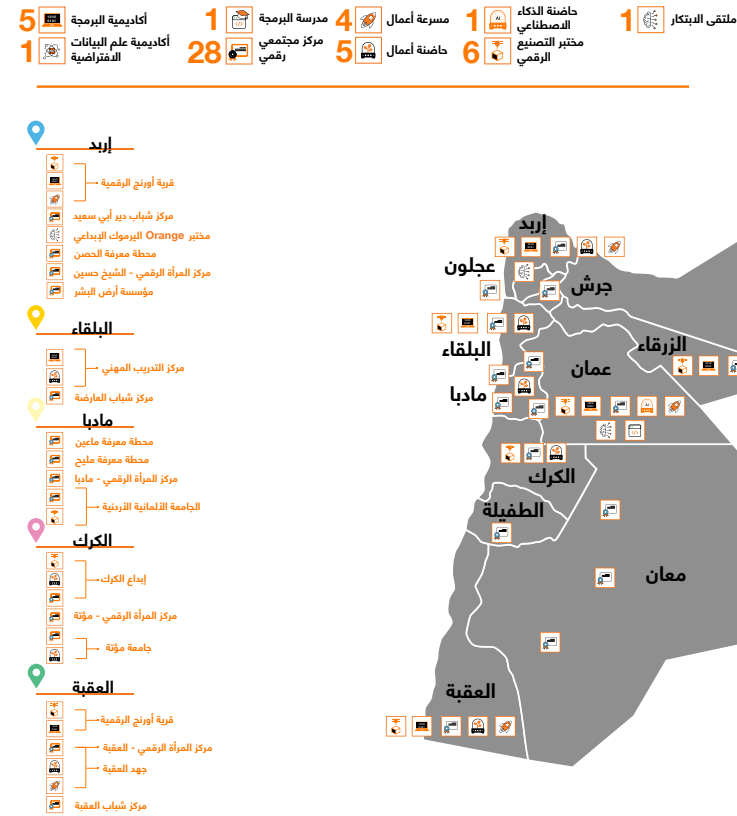 ملتقى الابتكار 1
حاضنة الذكاء
الاصطناعي 1
مسرعة أعمال 4
مدرسة البرمجة 1
أكاديمية البرمجة 5
مختبر التصنيع
الرقمي 6
حاضنة أعمال 5
مركز مجتمعي
رقمي 28
أكاديمية علم البيانات
الافتراضية 1
إربد
قرية أورنج الرقمية
مركز شباب دير أبي سعيد
مختبر Orange اليرموك الإبداعي
محطة معرفة الحصن
مركز المرأة الرقمي - الشيخ حسين
مؤسسة أرض البشر
البلقاء
مركز التدريب المهني
مركز شباب العارضة
مادبا
محطة معرفة ماعين
محطة معرفة مليح
مركز المرأة الرقمي - مادبا
الجامعة الألمانية الأردنية
الكرك
إبداع الكرك
مركز المرأة الرقمي - مؤتة
جامعة مؤتة
العقبة
قرية أورنج الرقمية
مركز المرأة الرقمي - العقبة
جهد العقبة
مركز شباب العقبة
إربد
عجلون
جرش
البلقاء
الزرقاء
عمان
مادبا
الكرك
الطفيلة
معان
العقبة